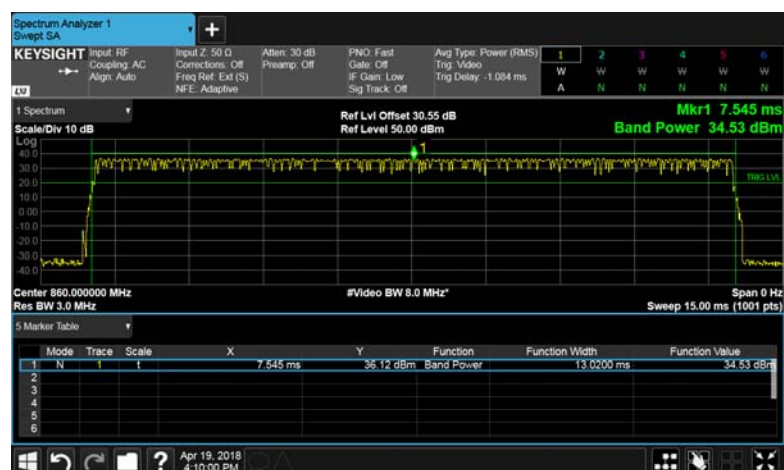 Spectrum Analyzer 1
Swept SA
+
KEYSIGHT Input: RF Input Z: 50 Ω Atten: 30 dB PNO: Fast Avg Type: Power (RMS) 1 2 3 4 5 6
Coupling: AC Corrections: Off Preamp: Off Gate: Off Trig: Video W W W W W W
Align: Auto Freq Ref: Ext (S) IF Gain: Low Trig Delay: -1.084 ms
LXI NFE: Adaptive Sig Track: Off A N N N N N
1 Spectrum
Ref Lvl Offset 30.55 dB Mkr1 7.545 ms
Scale/Div 10 dB Ref Level 50.00 dBm Band Power 34.53 dBm
Log
40.0
30.0
20.0
10.0
0.00
-10.0
-20.0
-30.0
-40.0
1
TRIG LVL
Center 860.000000 MHz #Video BW 8.0 MHz* Span 0 Hz
Res BW 3.0 MHz Sweep 15.00 ms (1001 pts)
5 Marker Table
Mode Trace Scale X Y Function Function Width Function Value
1 N 1 t 7.545 ms 36.12 dBm Band Power 13.0200 ms 34.53 dBm
2
3
4
5
6
? Apr 19, 2018
4:10:00 PM